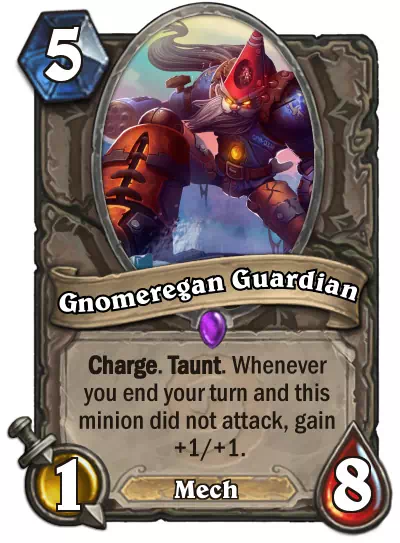 5
Gnomeregan Guardian
Charge. Taunt. Whenever
you end your turn and this
minion did not attack, gain
+1/+1.
1
Mech
8